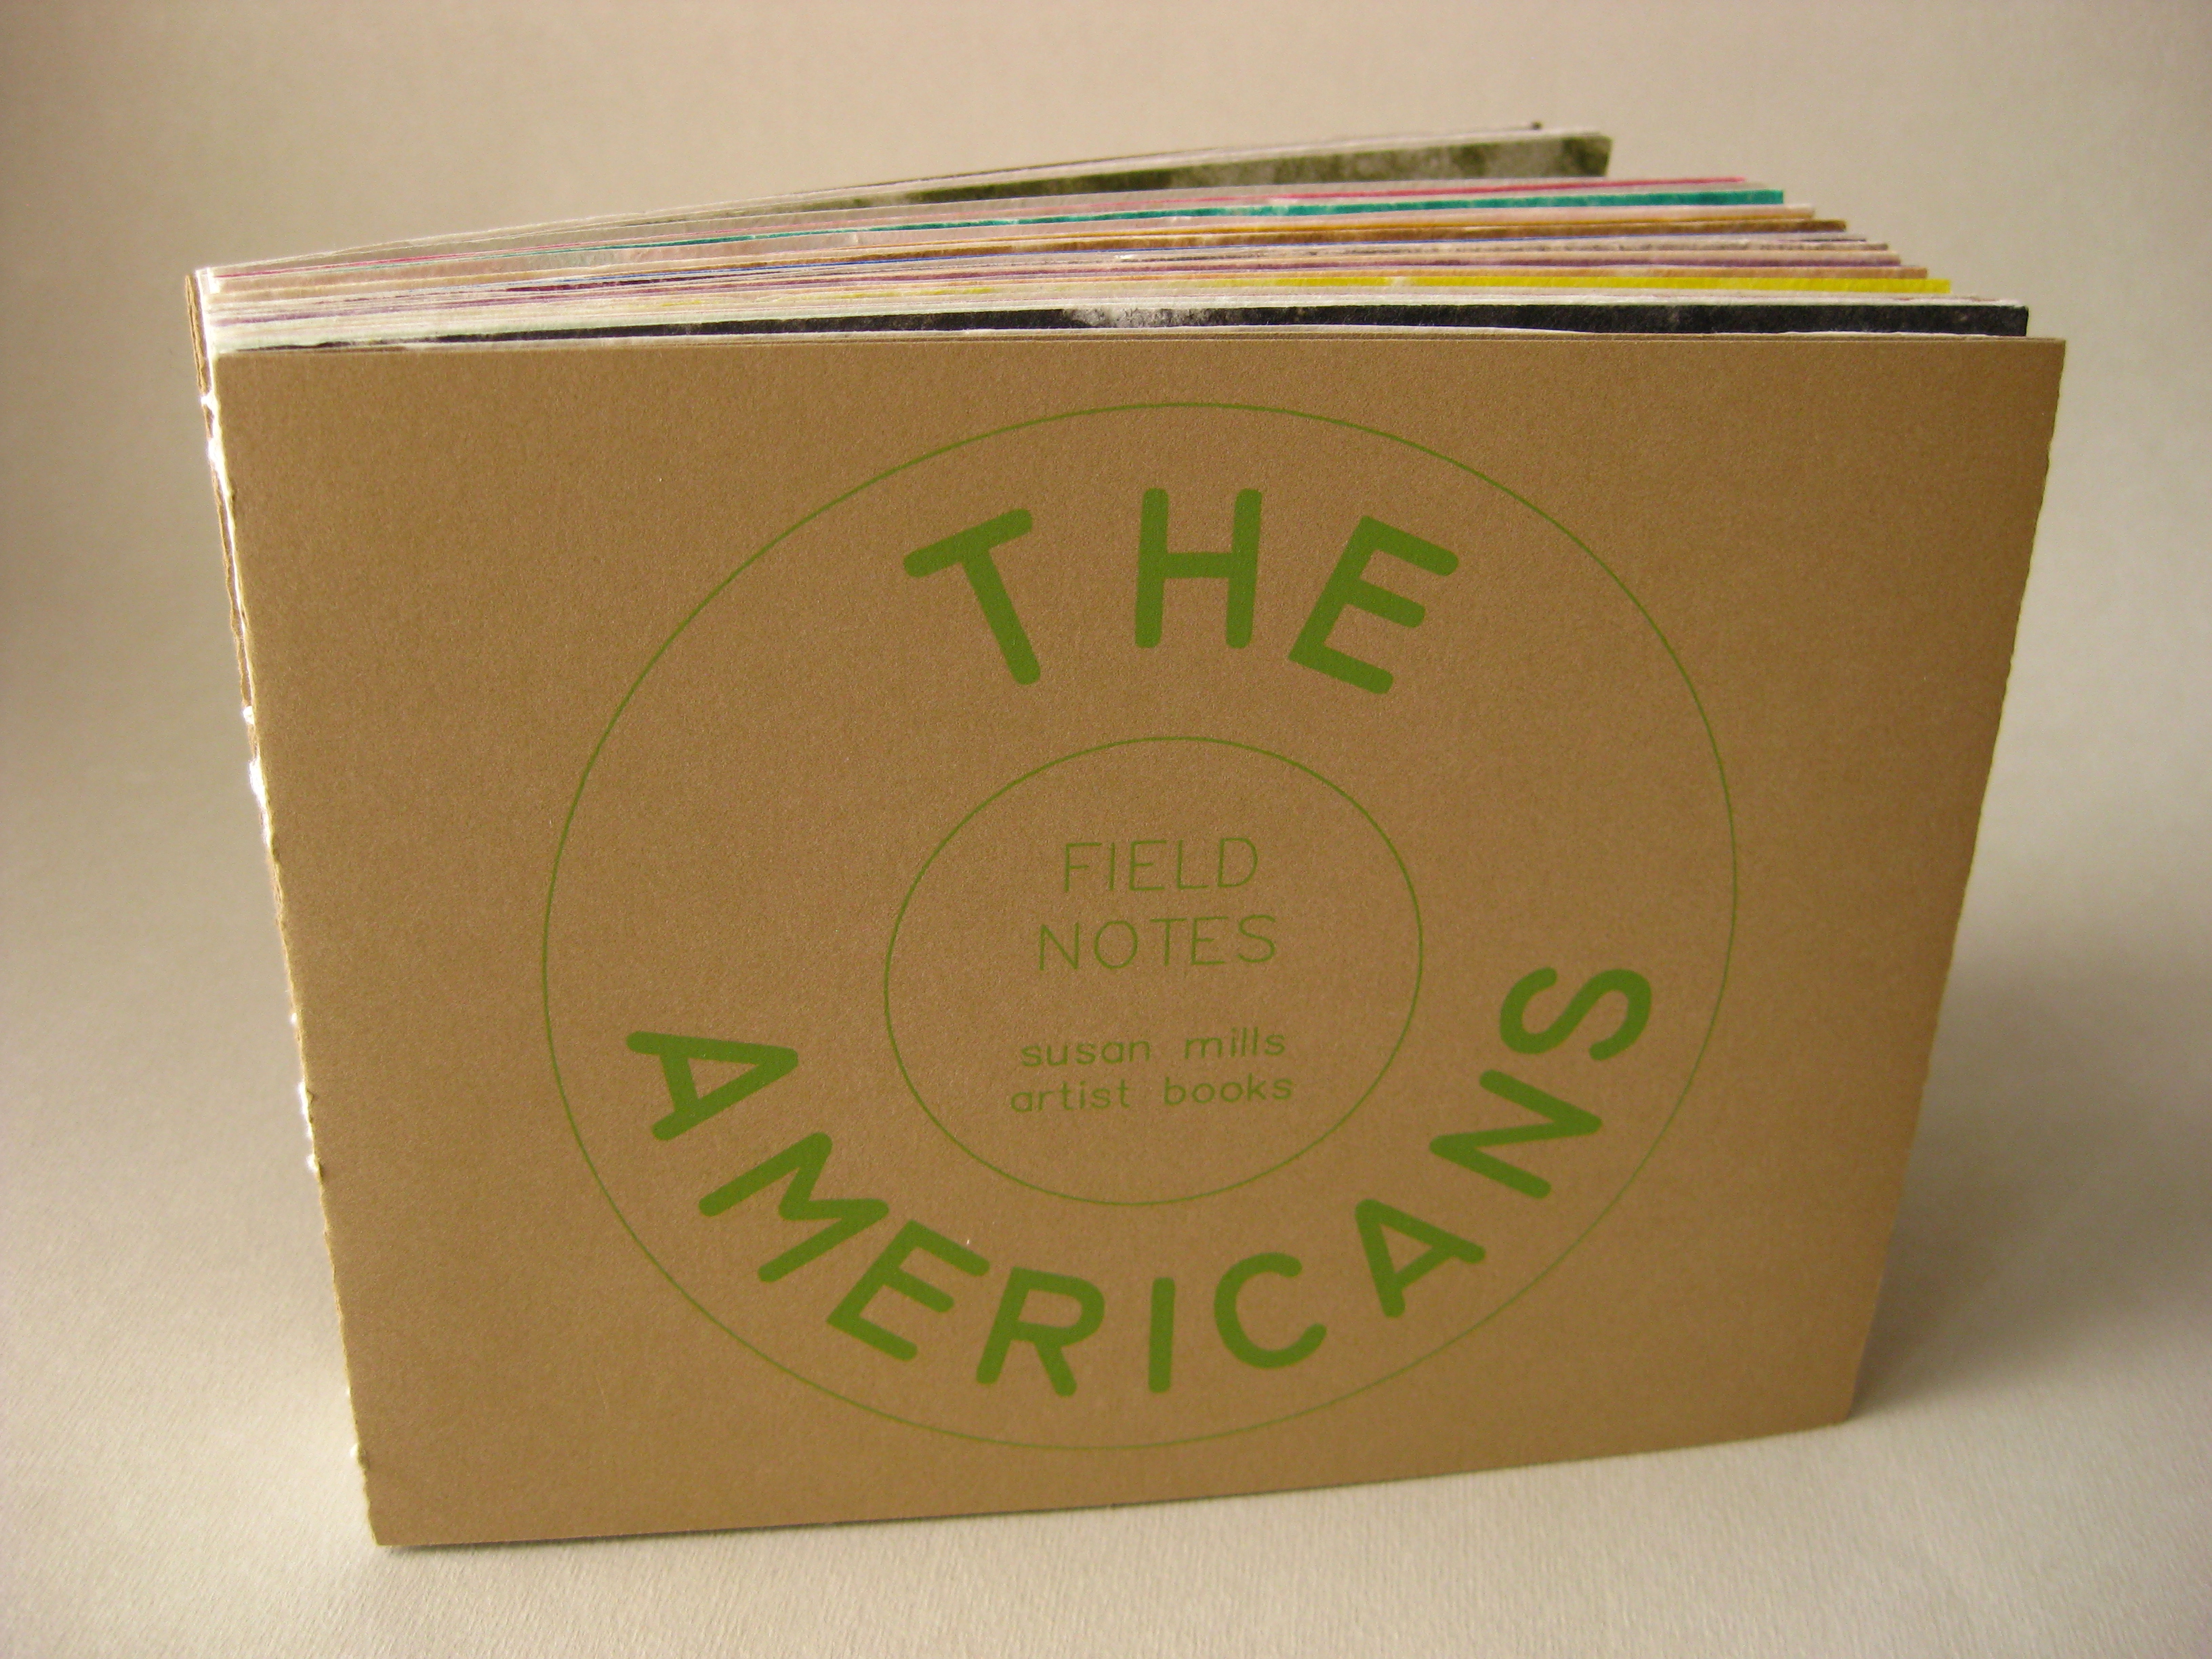 THE
FIELD
NOTES
susan mills
artist books
AMERICANS